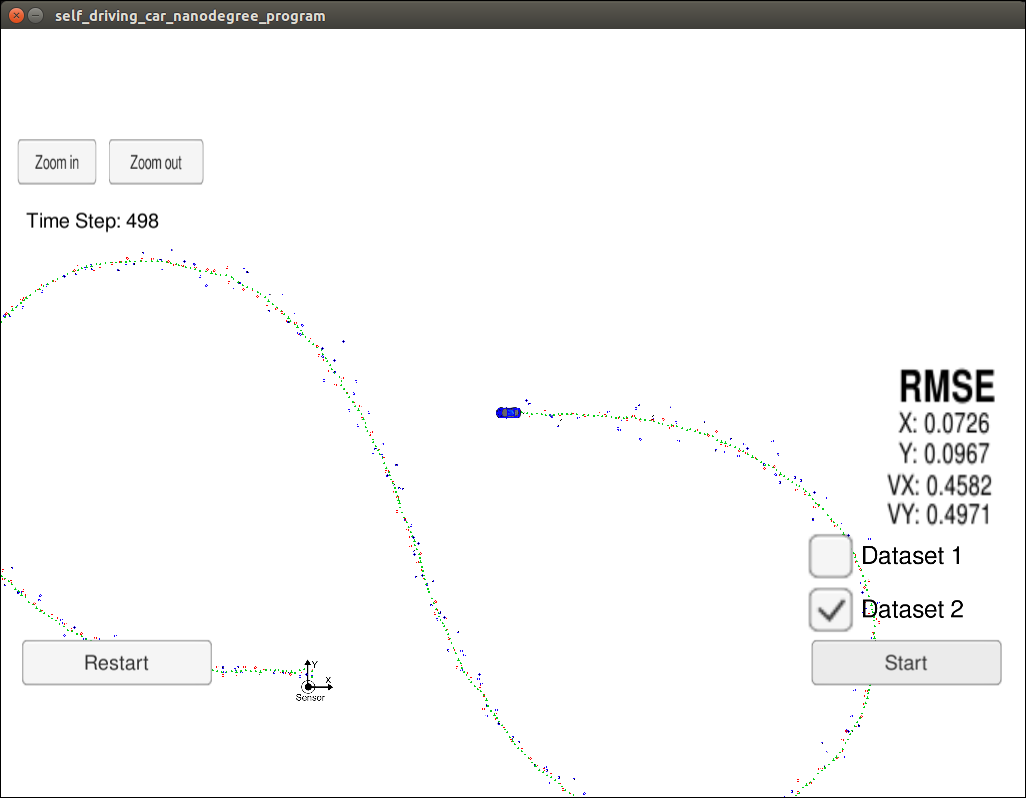 self_driving_car_nanodegree_program
Zoom in
Zoom out
Time Step: 498
RMSE
X: 0.0726
Y: 0.0967
VX: 0.4582
VY: 0.4971
Dataset 1
Dataset 2
Restart
Start
Y
X
Sensor